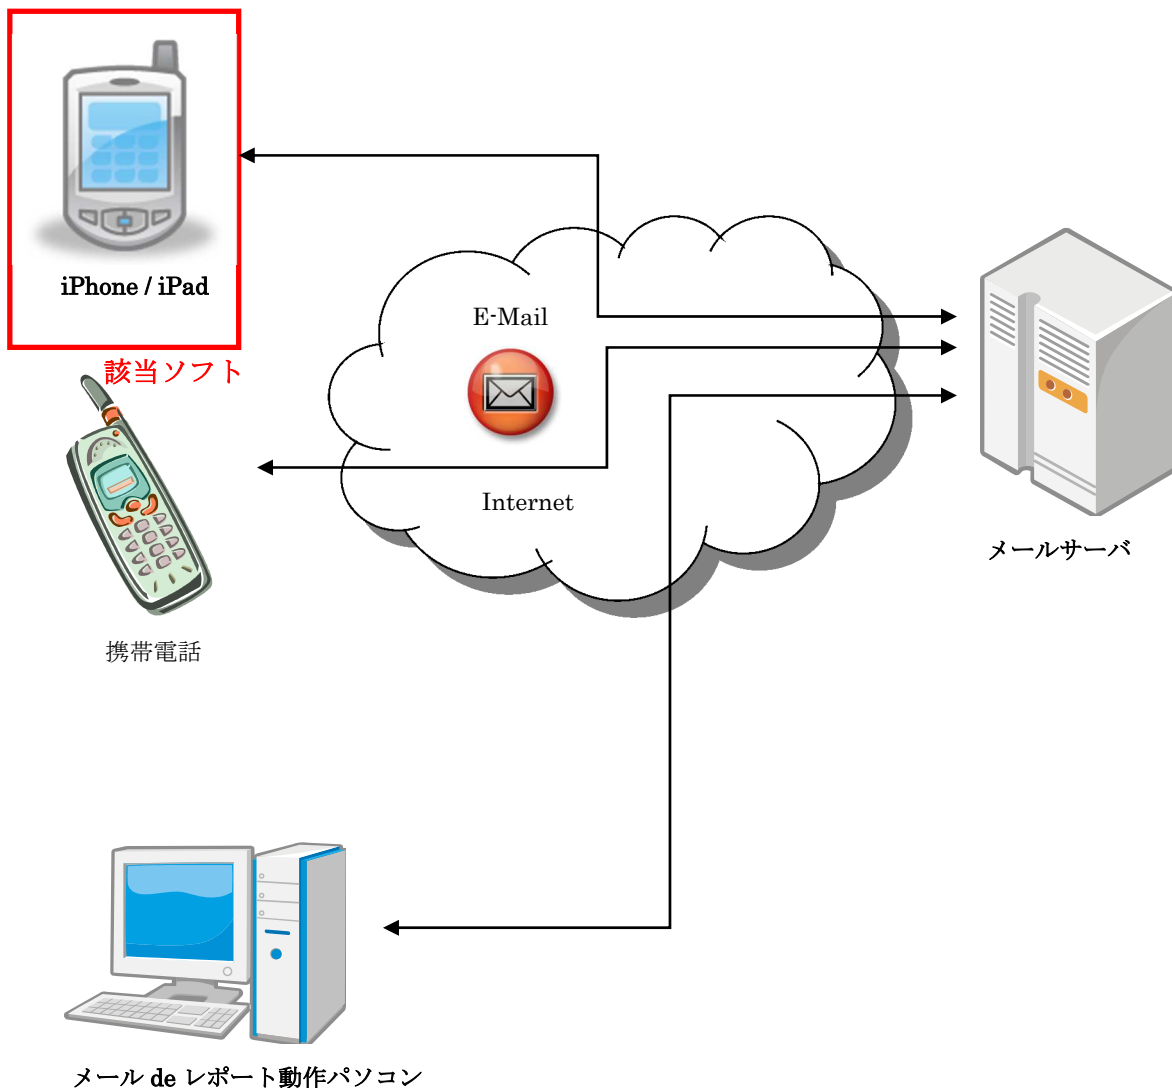 iPhone / iPad
該当ソフト
E-Mail
Internet
メールサーバ
携帯電話
メール de レポート動作パソコン